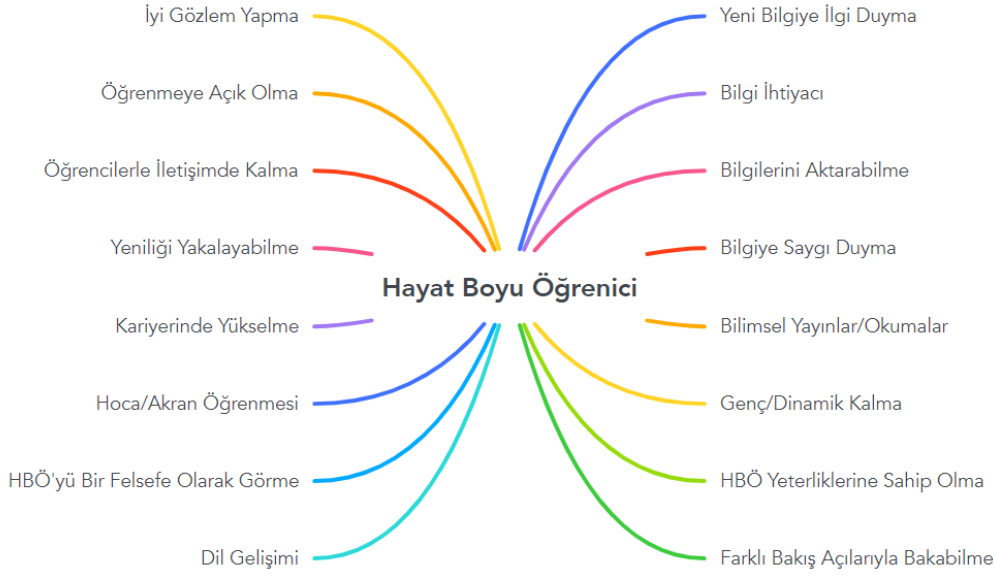 İyi Gözlem Yapma
Öğrenmeye Açık Olma
Öğrencilerle İletişimde Kalma
Yeniliği Yakalayabilme
Kariyerinde Yükselme
Hoca/Akran Öğrenmesi
HBÖ'yü Bir Felsefe Olarak Görme
Dil Gelişimi
Hayat Boyu Öğrenici
Yeni Bilgiye İlgi Duyma
Bilgi İhtiyacı
Bilgilerini Aktarabilme
Bilgiye Saygı Duyma
Bilimsel Yayınlar/Okumalar
Genç/Dinamik Kalma
HBÖ Yeterliklerine Sahip Olma
Farklı Bakış Açılarıyla Bakabilme